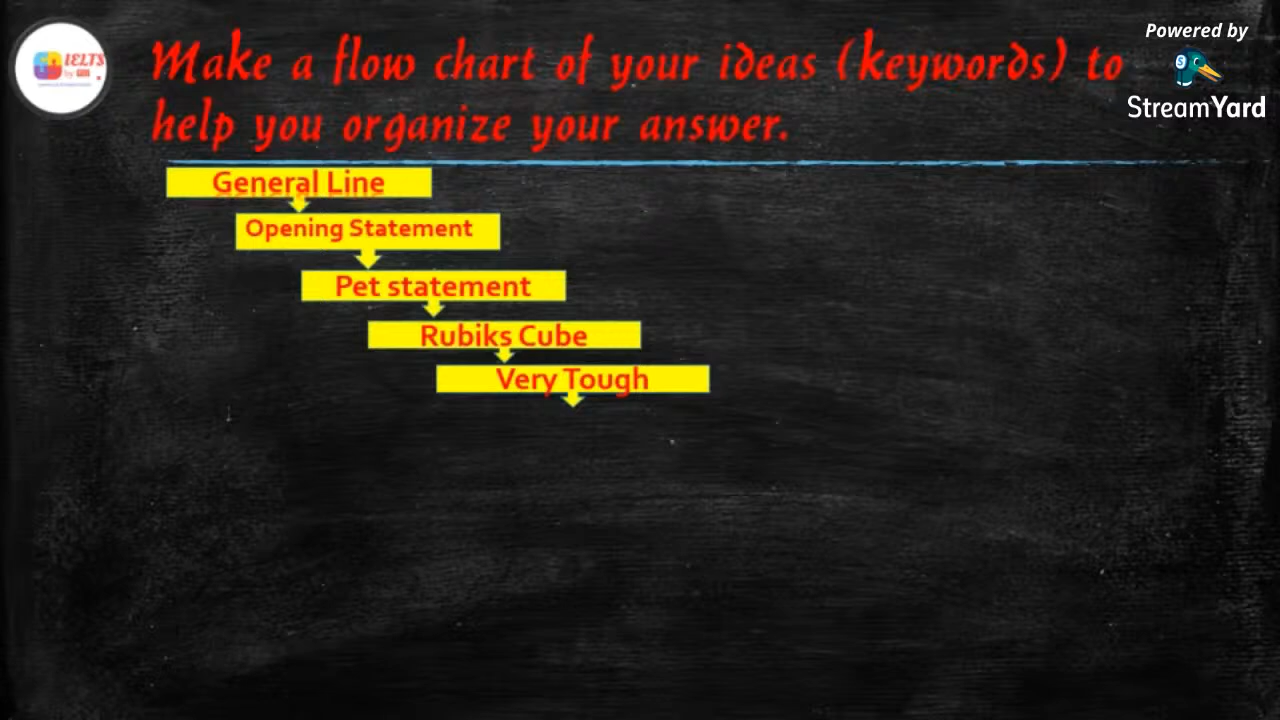 Powered by
StreamYard
IELTS
Make a flow chart of your ideas (keywords) to
help you organize your answer.
General Line
Opening Statement
Pet statement
Rubiks Cube
Very Tough